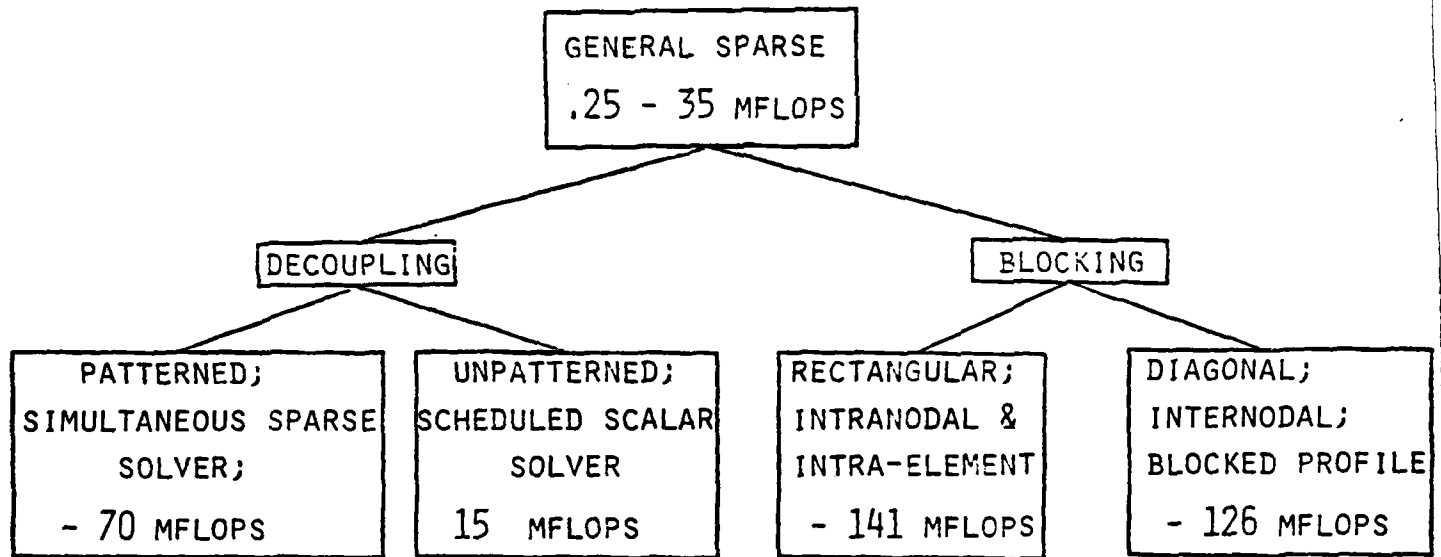 GENERAL SPARSE
.25 - 35 MFLOPS
DECOUPLING
BLOCKING
PATTERNED;
SIMULTANEOUS SPARSE
SOLVER;
- 70 MFLOPS
UNPATTERNED;
SCHEDULED SCALAR
SOLVER
15 MFLOPS
RECTANGULAR;
INTRANODAL &
INTRA-ELEMENT
- 141 MFLOPS
DIAGONAL;
INTERNODAL;
BLOCKED PROFILE
- 126 MFLOPS